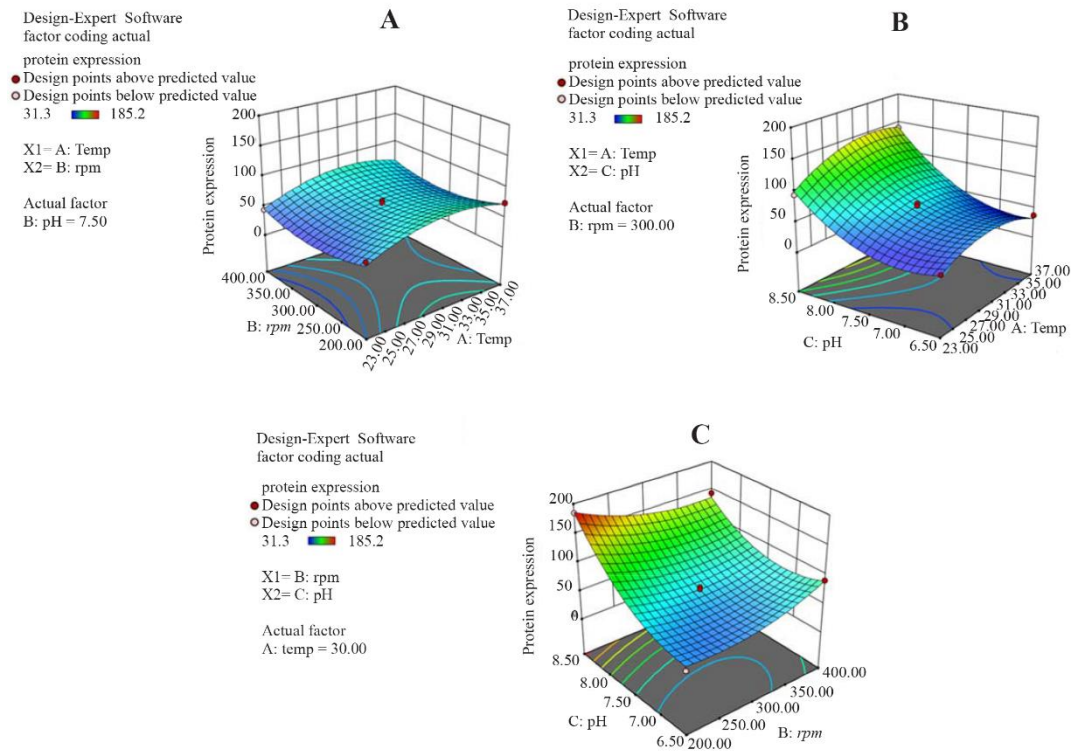 A
Design-Expert Software
factor coding actual
protein expression
Design points above predicted value
Design points below predicted value
31.3 185.2
X1= A: Temp
X2= B: rpm
Actual factor
B: pH = 7.50
Protein expression
200
150
100
50
0
400.00
350.00
300.00
250.00
200.00
B: rpm
23.00
25.00
27.00
29.00
31.00
33.00
35.00
37.00
A: Temp
B
Design-Expert Software
factor coding actual
protein expression
Design points above predicted value
Design points below predicted value
31.3 185.2
X1= A: Temp
X2= C: pH
Actual factor
B: rpm = 300.00
Protein expression
200
150
100
50
0
8.50
8.00
7.50
7.00
6.50
C: pH
37.00
35.00
33.00
31.00
29.00
27.00
25.00
23.00
A: Temp
C
Design-Expert Software
factor coding actual
protein expression
Design points above predicted value
Design points below predicted value
31.3 185.2
X1= B: rpm
X2= C: pH
Actual factor
A: temp = 30.00
Protein expression
200
150
100
50
0
8.50
8.00
7.50
7.00
6.50
C: pH
400.00
350.00
300.00
250.00
200.00
B: rpm